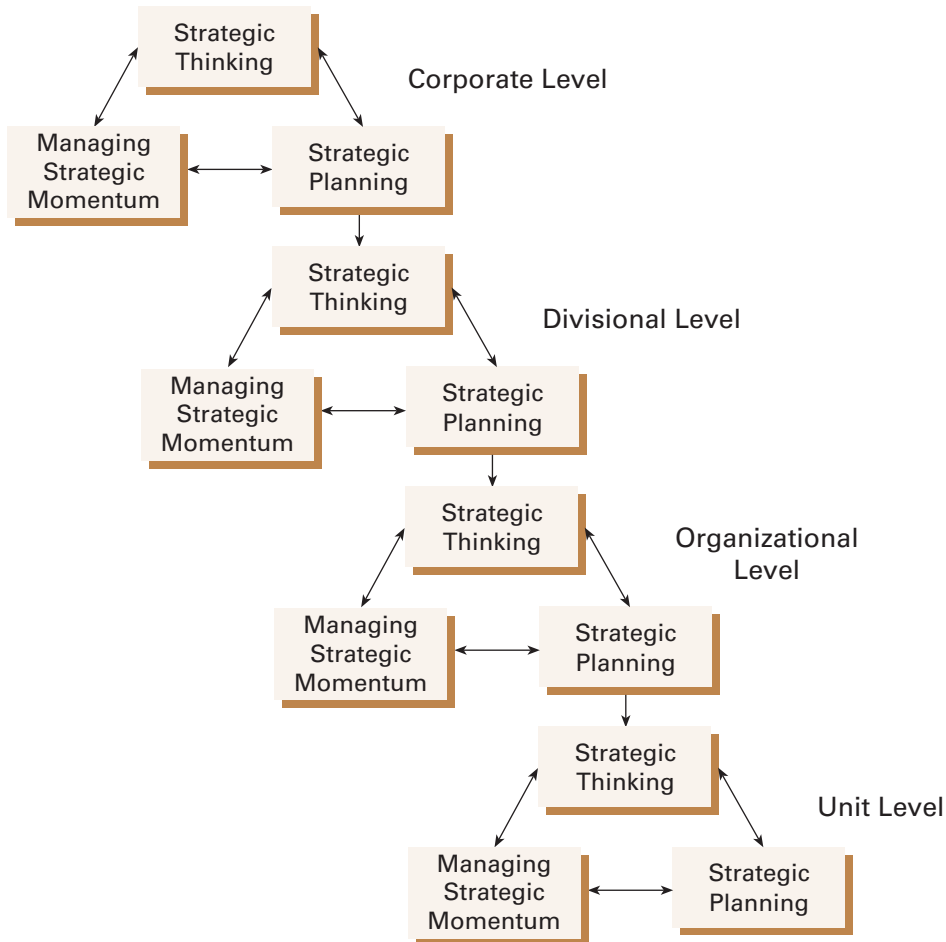 Strategic
Thinking
Corporate Level
Managing
Strategic
Momentum
Strategic
Planning
Strategic
Thinking
Divisional Level
Managing
Strategic
Momentum
Strategic
Planning
Strategic
Thinking
Organizational
Level
Managing
Strategic
Momentum
Strategic
Planning
Strategic
Thinking
Unit Level
Managing
Strategic
Momentum
Strategic
Planning